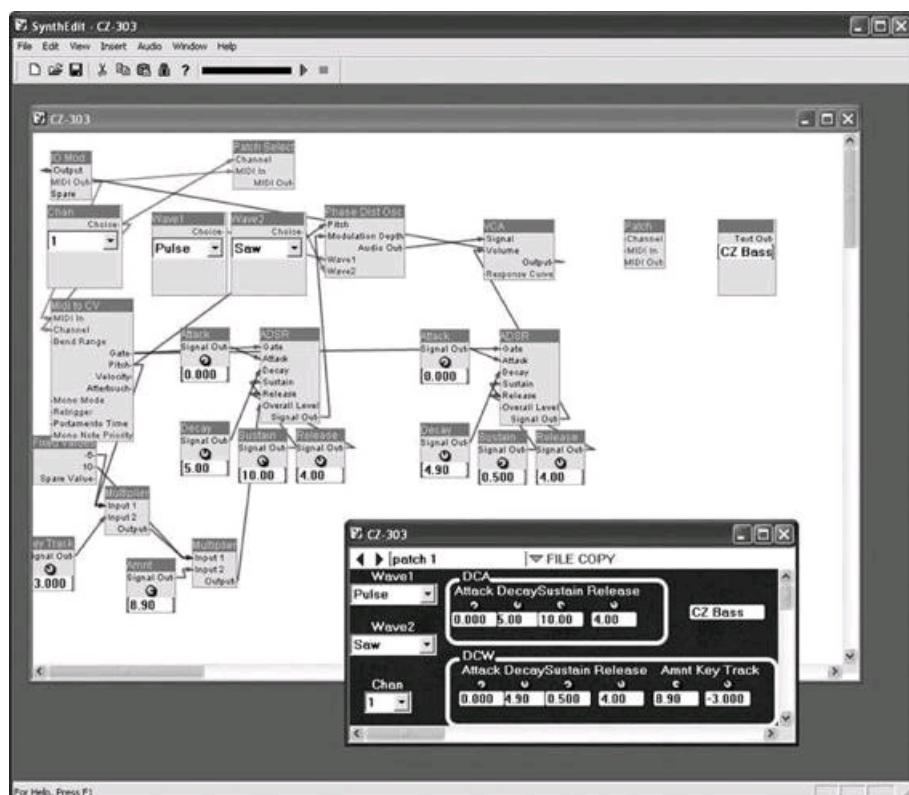 SynthEdit - CZ-303
File Edit View Insert Audio Window Help
CZ-303
IO Mod
Output
MIDI Out
Spare
Patch Select
Channel
MIDI In
MIDI Out
Chan
Choice
1
Wave1
Choice
Pulse
Wave2
Choice
Saw
Phase Dist Osc
Pitch
Modulation Depth
Audio Out
Wave1
Wave2
VCA
Signal
Volume
Output
Response Curve
Patch
Channel
MIDI In
MIDI Out
Text Out
CZ Bass
Midi to CV
MIDI In
Channel
Bend Range
Gate
Pitch
Velocity
Aftertouch
Mono Mode
Retrigger
Portamento Time
Mono Note Priority
Attack
Signal Out
0.000
ADSR
Gate
Attack
Decay
Sustain
Release
Overall Level
Signal Out
Decay
Signal Out
5.00
Sustain
Signal Out
10.00
Release
Signal Out
4.00
Attack
Signal Out
0.000
ADSR
Gate
Attack
Decay
Sustain
Release
Overall Level
Signal Out
Decay
Signal Out
4.90
Sustain
Signal Out
0.500
Release
Signal Out
4.00
Fixed Values
10
Spare Value
Multiplier
Input 1
Input 2
Output
Multiplier
Input 1
Input 2
Output
ey Track
ignal Out
3.000
Amnt
Signal Out
8.90
CZ-303
patch 1 FILE COPY
Wave1
Pulse
Wave2
Saw
Chan
1
DCA
Attack Decay Sustain Release
0.000 5.00 10.00 4.00
CZ Bass
DCW
Attack Decay Sustain Release Amnt Key Track
0.000 4.90 0.500 4.00 8.90 -3.000
For Help, Press F1